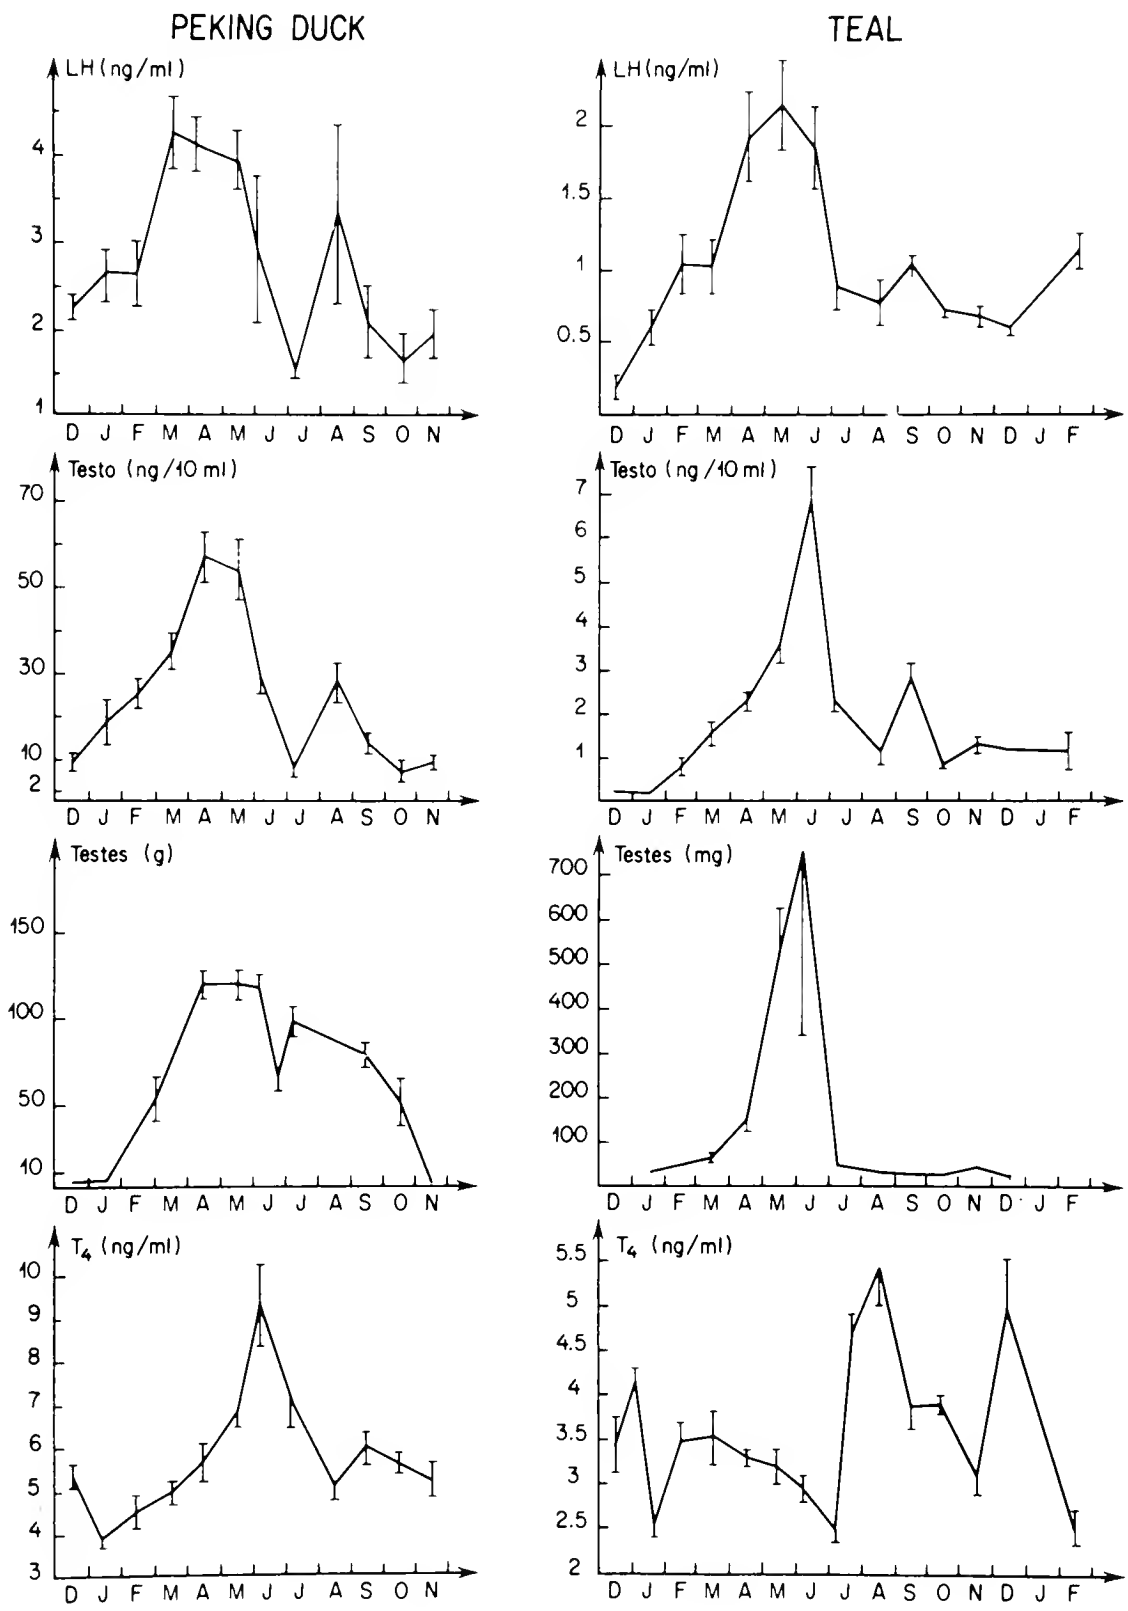 PEKING DUCK
TEAL
LH (ng/ml)
4
3
2
1
D J F M A M J J A S O N
LH (ng/ml)
2
1.5
1
0.5
D J F M A M J J A S O N D J F
Testo (ng/10 ml)
70
50
30
10
2
D J F M A M J J A S O N
Testo (ng/10 ml)
7
6
5
4
3
2
1
D J F M A M J J A S O N D J F
Testes (g)
150
100
50
10
D J F M A M J J A S O N
Testes (mg)
700
600
500
400
300
200
100
D J F M A M J J A S O N D J F
T4 (ng/ml)
10
9
8
7
6
5
4
3
D J F M A M J J A S O N
T4 (ng/ml)
5.5
5
4.5
4
3.5
3
2.5
2
D J F M A M J J A S O N D J F